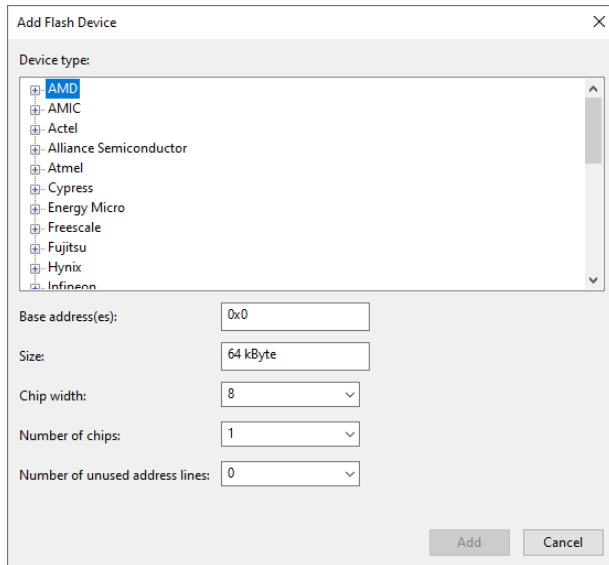 Add Flash Device
Device type:
AMD
AMIC
Actel
Alliance Semiconductor
Atmel
Cypress
Energy Micro
Freescale
Fujitsu
Hynix
Infineon
Base address(es): 0x0
Size: 64 kByte
Chip width: 8
Number of chips: 1
Number of unused address lines: 0
Add Cancel